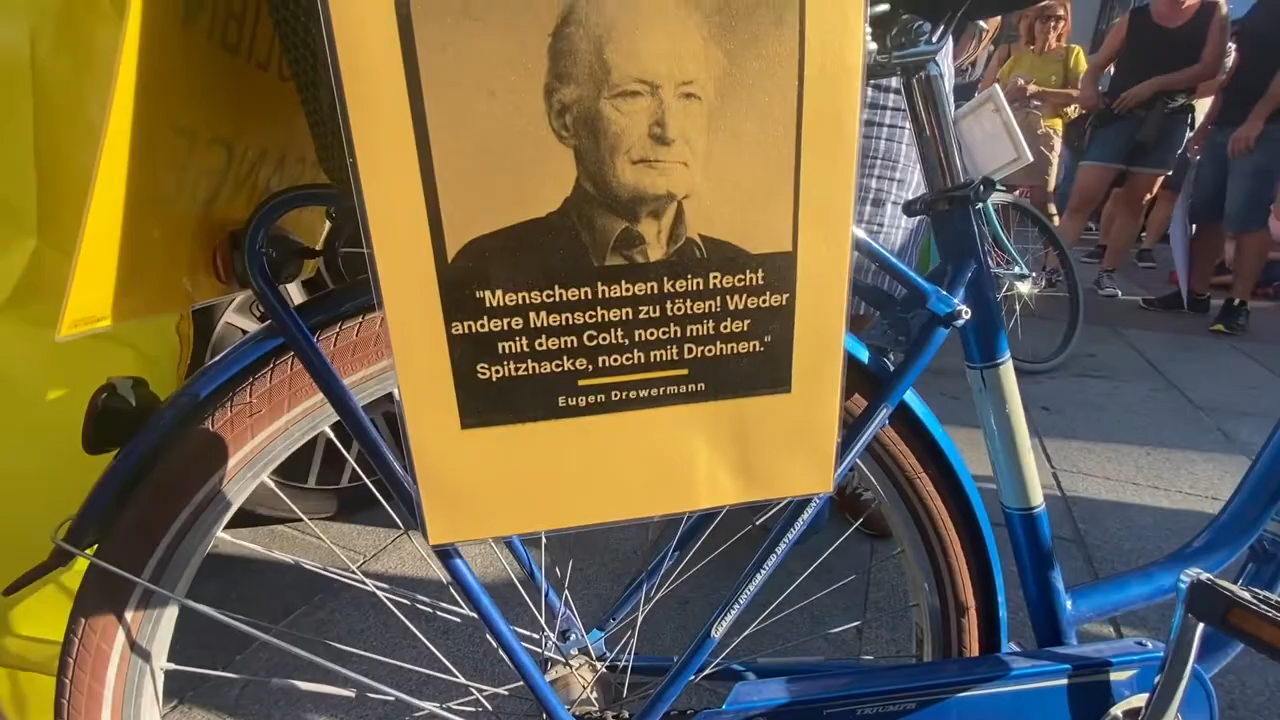 "Menschen haben kein Recht
andere Menschen zu töten! Weder
mit dem Colt, noch mit der
Spitzhacke, noch mit Drohnen."
Eugen Drewermann
GERMAN INTEGRATED DEVELOPMENT
TRIUMPH